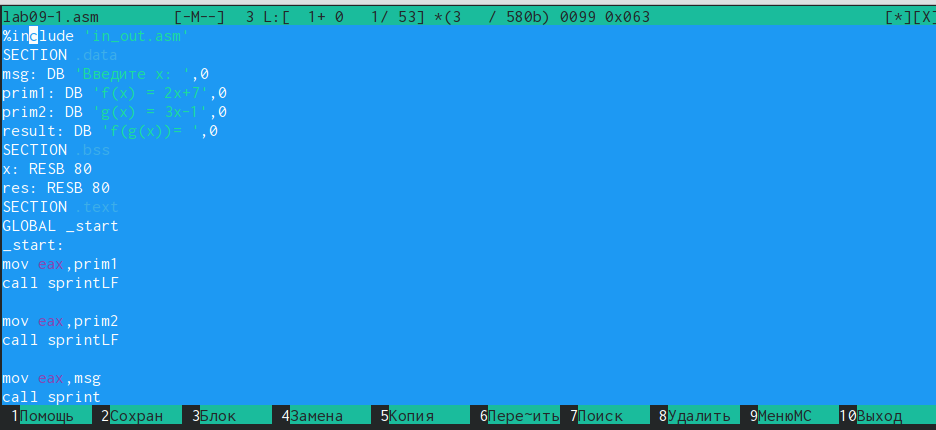 lab09-1.asm [-M--] 3 L:[ 1+ 0 1/ 53] *(3 / 580b) 0099 0x063 [*][X]
%include 'in_out.asm'
SECTION .data
msg: DB 'Введите x: ',0
prim1: DB 'f(x) = 2x+7',0
prim2: DB 'g(x) = 3x-1',0
result: DB 'f(g(x))= ',0
SECTION .bss
x: RESB 80
res: RESB 80
SECTION .text
GLOBAL _start
_start:
mov eax,prim1
call sprintLF
mov eax,prim2
call sprintLF
mov eax,msg
call sprint
1Помощь 2Сохран 3Блок 4Замена 5Копия 6Пере~ить 7Поиск 8Удалить 9МенюMC 10Выход